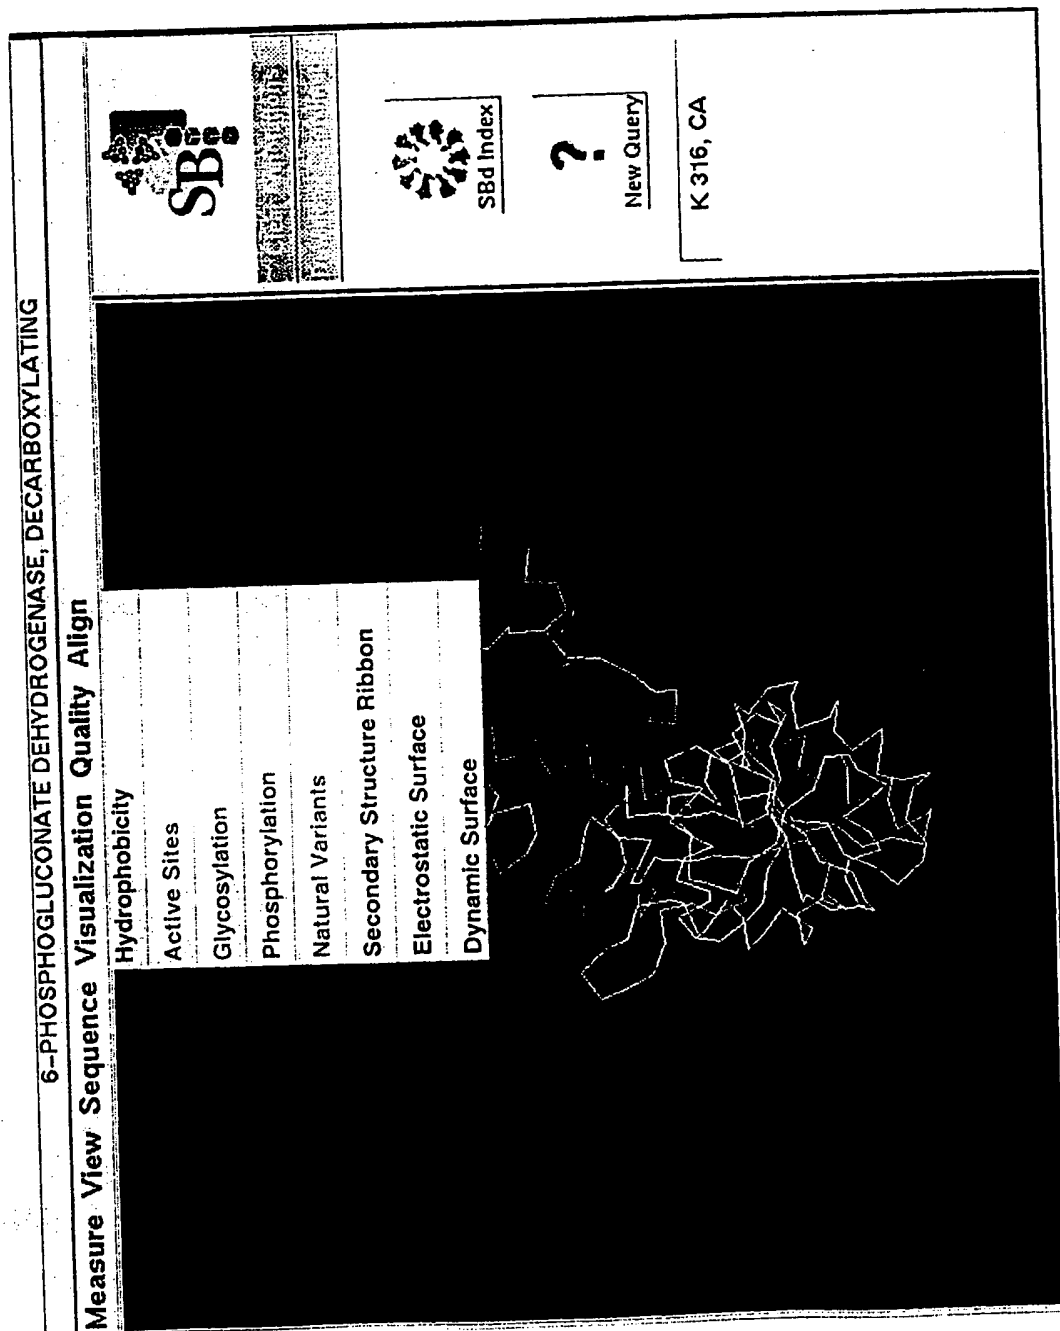 6-PHOSPHOGLUCONATE DEHYDROGENASE, DECARBOXYLATING
Measure View Sequence Visualization Quality Align
Hydrophobicity
Active Sites
Glycosylation
Phosphorylation
Natural Variants
Secondary Structure Ribbon
Electrostatic Surface
Dynamic Surface
SB
SBd Index
?
New Query
K 316, CA